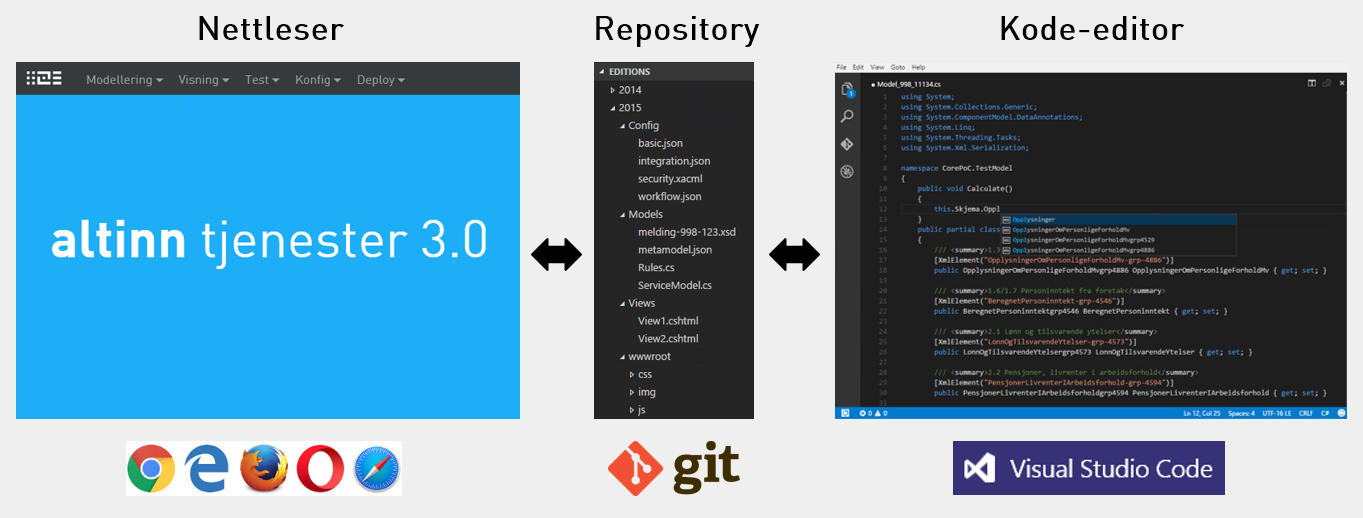 Nettleser
Repository
Kode-editor
Modellering Visning Test Konfig Deploy
altinn tjenester 3.0
EDITIONS
2014
2015
Config
basic.json
integration.json
security.xacml
workflow.json
Models
melding-998-123.xsd
metamodel.json
Rules.cs
ServiceModel.cs
Views
View1.cshtml
View2.cshtml
wwwroot
css
img
js
File Edit View Goto Help
1
Model_998_11134.cs
1 using System;
2 using System.Collections.Generic;
3 using System.ComponentModel.DataAnnotations;
4 using System.Linq;
5 using System.Threading.Tasks;
6 using System.Xml.Serialization;
7
8 namespace CorePoC.TestModel
9 {
10 public void Calculate()
11 {
12 this.Skjema.Oppl
13 }
14 public partial class
15 {
16 /// <summary>1.3
17 [XmlElement("OpplysningerOmPersonligeForholdMv-grp-4886")]
18 public OpplysningerOmPersonligeForholdMvgrp4886 OpplysningerOmPersonligeForholdMv { get; set; }
19
20 /// <summary>1.6/1.7 Personinntekt fra foretak</summary>
21 [XmlElement("BeregnetPersoninntekt-grp-4546")]
22 public BeregnetPersoninntektgrp4546 BeregnetPersoninntekt { get; set; }
23
24 /// <summary>2.1 Lønn og tilsvarende ytelser</summary>
25 [XmlElement("LonnOgTilsvarendeYtelser-grp-4573")]
26 public LonnOgTilsvarendeYtelsergrp4573 LonnOgTilsvarendeYtelser { get; set; }
27
28 /// <summary>2.2 Pensjoner, livrenter i arbeidsforhold</summary>
29 [XmlElement("PensjonerLivrenterIArbeidsforhold-grp-4594")]
30 public PensjonerLivrenterIArbeidsforholdgrp4594 PensjonerLivrenterIArbeidsforhold { get; set; }
31
Opplysninger
OpplysningerOmPersonligeForholdMv
OpplysningerOmPersonligeForholdMvgrp4529
OpplysningerOmPersonligeForholdMvgrp4886
0 0 Ln 12, Col 25 Spaces: 4 UTF-16 LE CRLF C#
git
Visual Studio Code